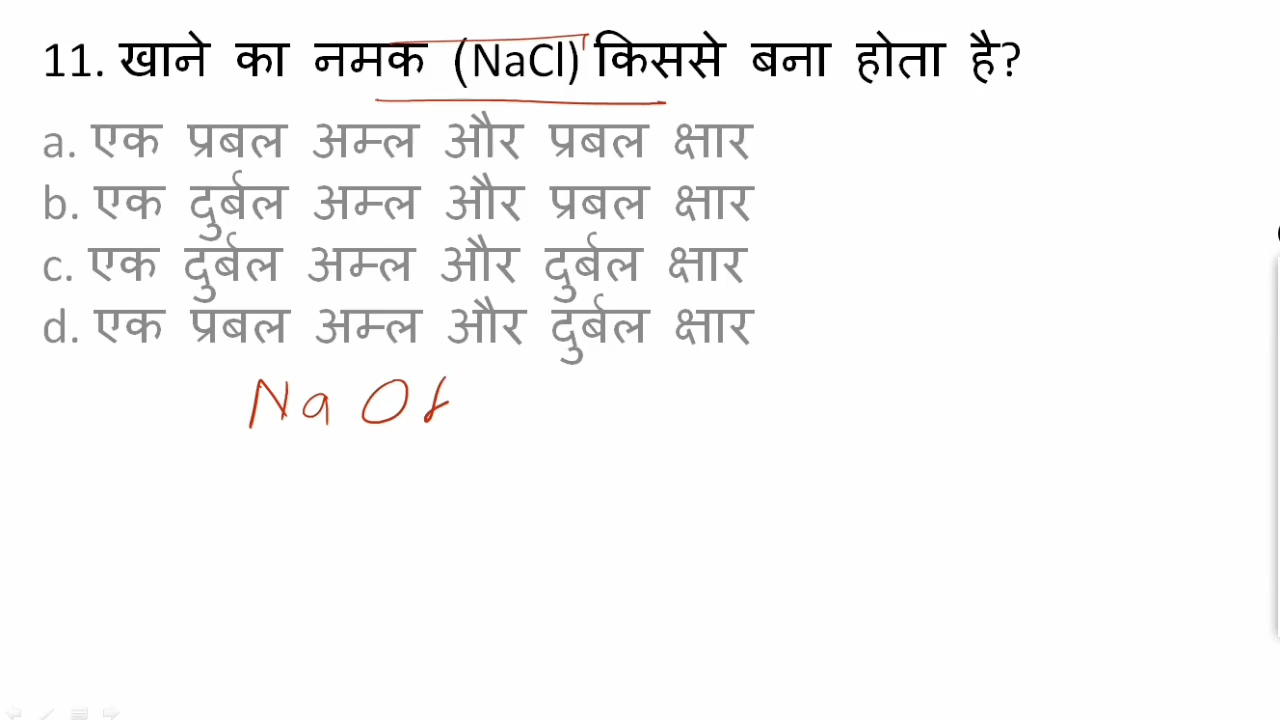 11. खाने का नमक (NaCl) किससे बना होता है?
a. एक प्रबल अम्ल और प्रबल क्षार
b. एक दुर्बल अम्ल और प्रबल क्षार
c. एक दुर्बल अम्ल और दुर्बल क्षार
d. एक प्रबल अम्ल और दुर्बल क्षार
Na O